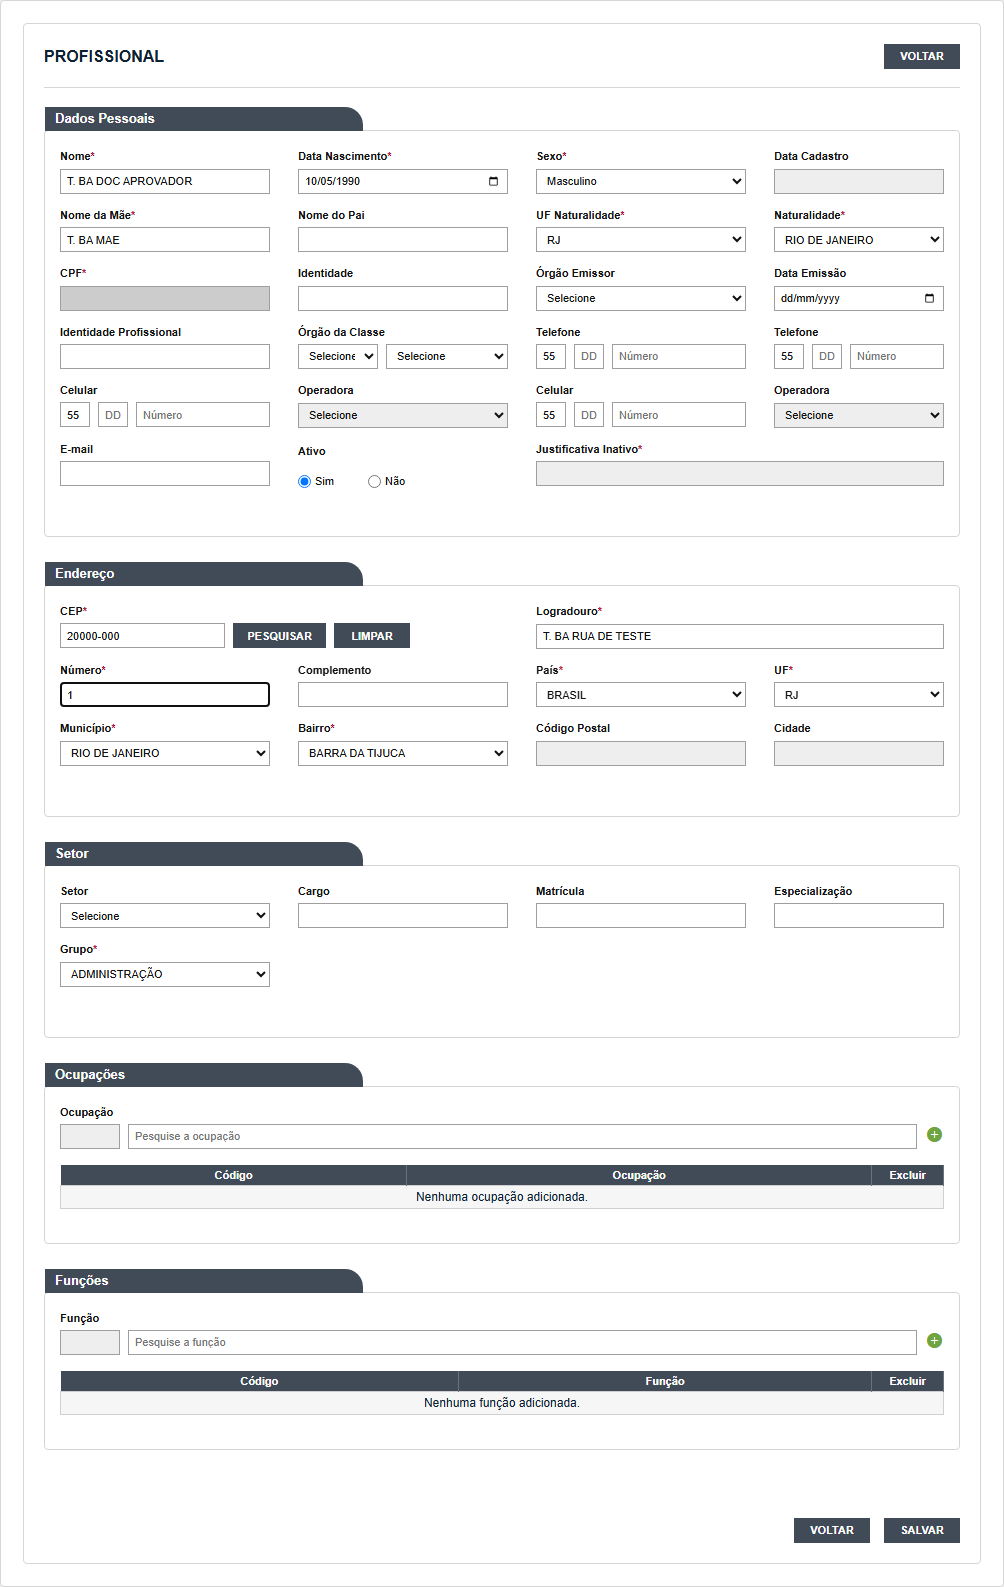 PROFISSIONAL VOLTAR
Dados Pessoais
Nome* Data Nascimento* Sexo* Data Cadastro
T. BA DOC APROVADOR 10/05/1990 Masculino
Nome da Mãe* Nome do Pai UF Naturalidade* Naturalidade*
T. BA MAE RJ RIO DE JANEIRO
CPF* Identidade Órgão Emissor Data Emissão
Selecione dd/mm/yyyy
Identidade Profissional Órgão da Classe Telefone Telefone
Selecione Selecione 55 DD Número 55 DD Número
Celular Operadora Celular Operadora
55 DD Número Selecione 55 DD Número Selecione
E-mail Ativo Justificativa Inativo*
Sim Não
Endereço
CEP* Logradouro*
20000-000 PESQUISAR LIMPAR T. BA RUA DE TESTE
Número* Complemento País* UF*
1 BRASIL RJ
Município* Bairro* Código Postal Cidade
RIO DE JANEIRO BARRA DA TIJUCA
Setor
Setor Cargo Matrícula Especialização
Selecione
Grupo*
ADMINISTRAÇÃO
Ocupações
Ocupação
Pesquise a ocupação
Código Ocupação Excluir
Nenhuma ocupação adicionada.
Funções
Função
Pesquise a função
Código Função Excluir
Nenhuma função adicionada.
VOLTAR SALVAR